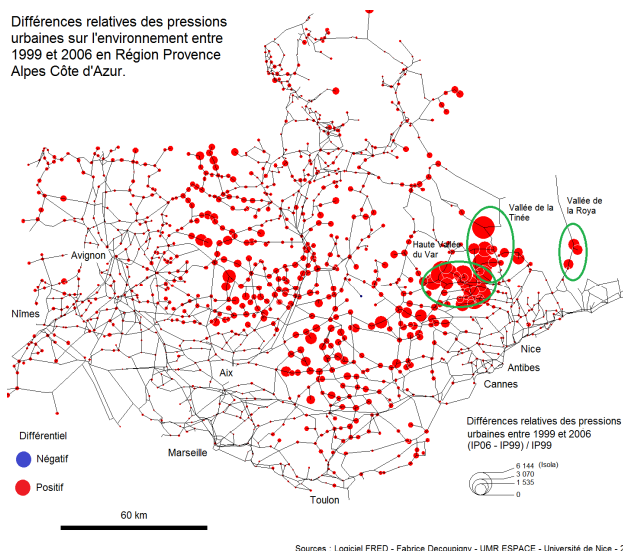 Différences relatives des pressions
urbaines sur l'environnement entre
1999 et 2006 en Région Provence
Alpes Côte d'Azur.
Vallée de la
Tinée
Vallée de
la Roya
Haute Vallée
du Var
Avignon
Nîmes
Nice
Antibes
Aix
Cannes
Marseille
Toulon
Différentiel
Négatif
Positif
Différences relatives des pressions
urbaines entre 1999 et 2006
(IP06 - IP99) / IP99
6 144 (Isola)
3 070
1 535
0
60 km
Sources : Logiciel FRED - Fabrice Decoupigny - UMR ESPACE - Université de Nice - 2